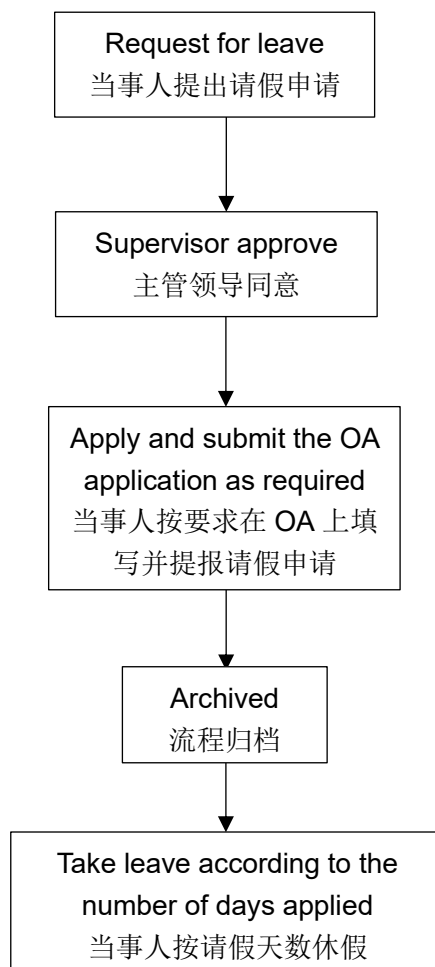 Request for leave
当事人提出请假申请
Supervisor approve
主管领导同意
Apply and submit the OA
application as required
当事人按要求在 OA 上填
写并提报请假申请
Archived
流程归档
Take leave according to the
number of days applied
当事人按请假天数休假